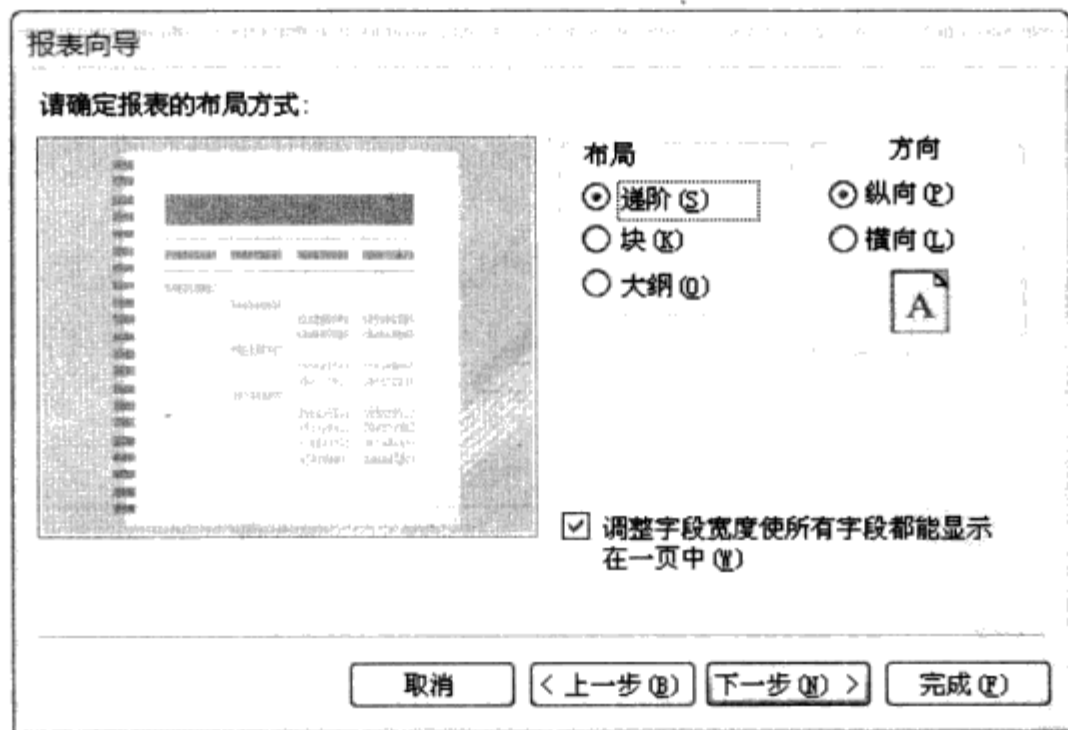 报表向导
请确定报表的布局方式:
布局
方向
递阶(S)
纵向(P)
块(K)
横向(L)
大纲(O)
A
调整字段宽度使所有字段都能显示
在一页中(W)
取消
< 上一步(B)
下一步(N) >
完成(F)